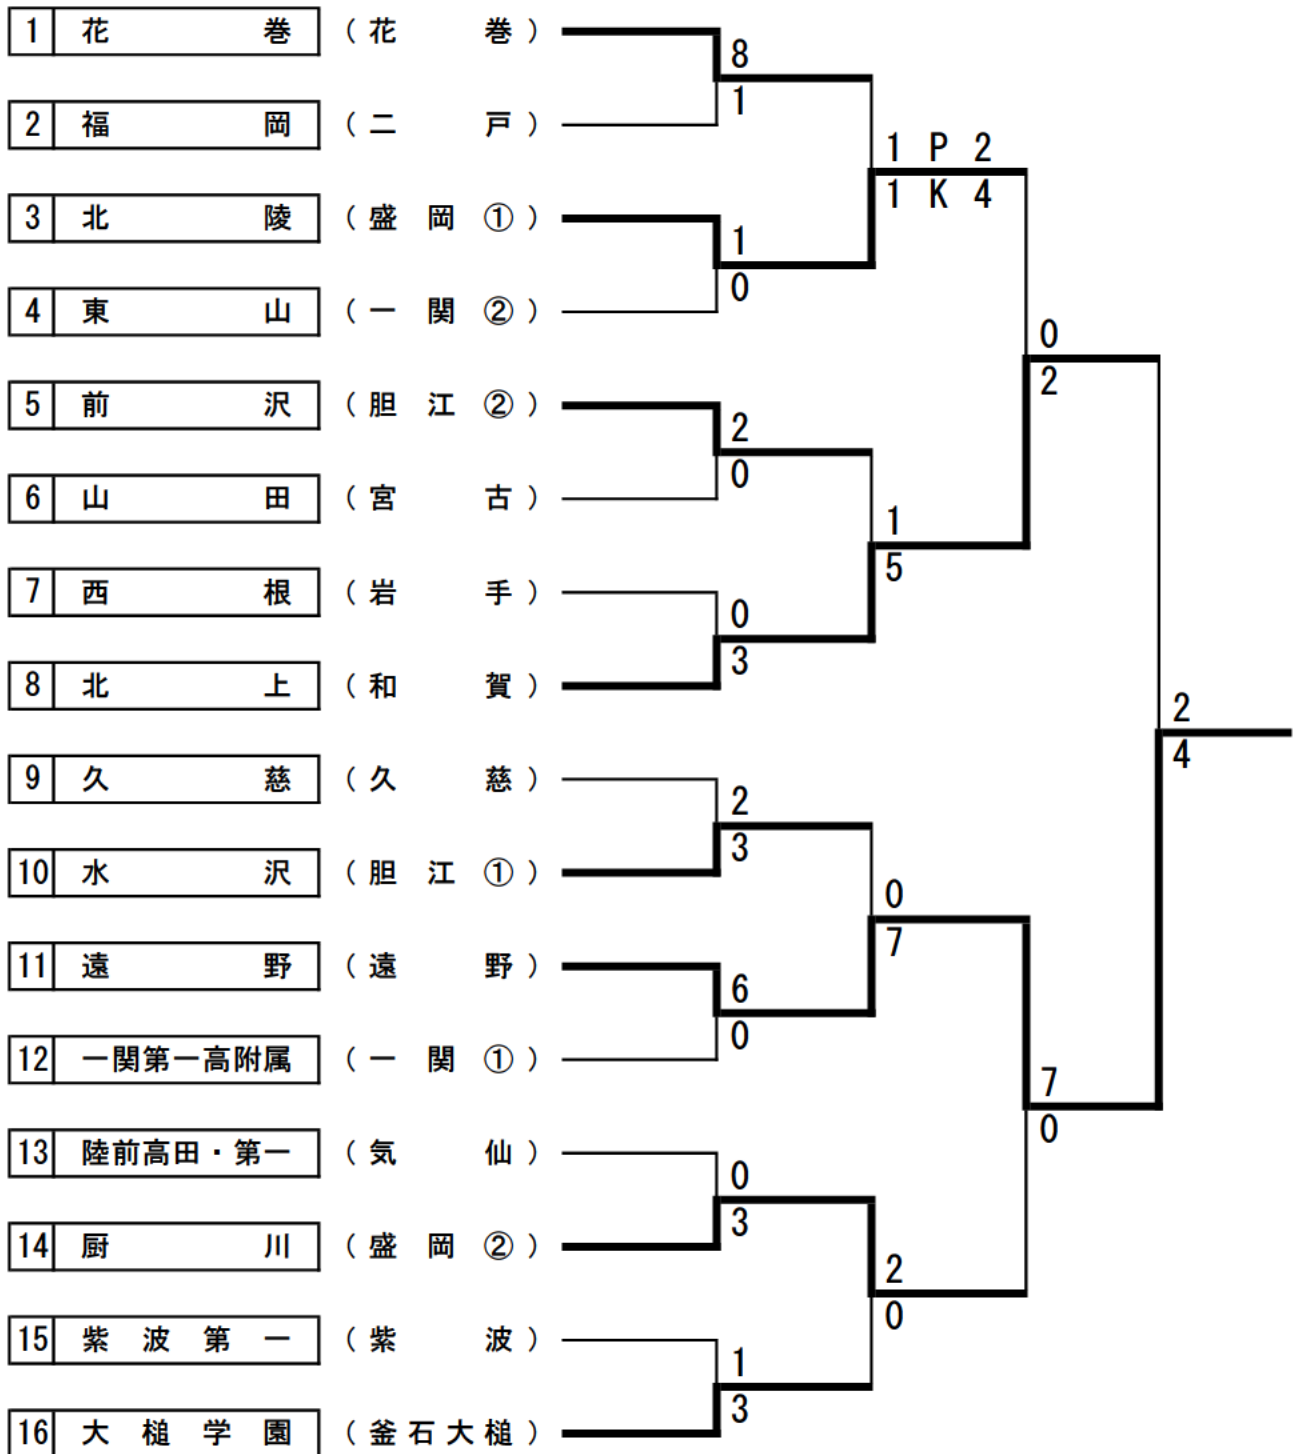 1 花巻 （花巻）
8
1
2 福岡 （二戸）
1 P 2
1 K 4
3 北陵 （盛岡①）
1
0
4 東山 （一関②）
0
2
5 前沢 （胆江②）
2
0
6 山田 （宮古）
1
5
7 西根 （岩手）
0
3
8 北上 （和賀）
2
4
9 久慈 （久慈）
2
3
10 水沢 （胆江①）
0
7
11 遠野 （遠野）
6
0
12 一関第一高附属 （一関①）
7
0
13 陸前高田・第一 （気仙）
0
3
14 厨川 （盛岡②）
2
0
15 紫波第一 （紫波）
1
3
16 大槌学園 （釜石大槌）